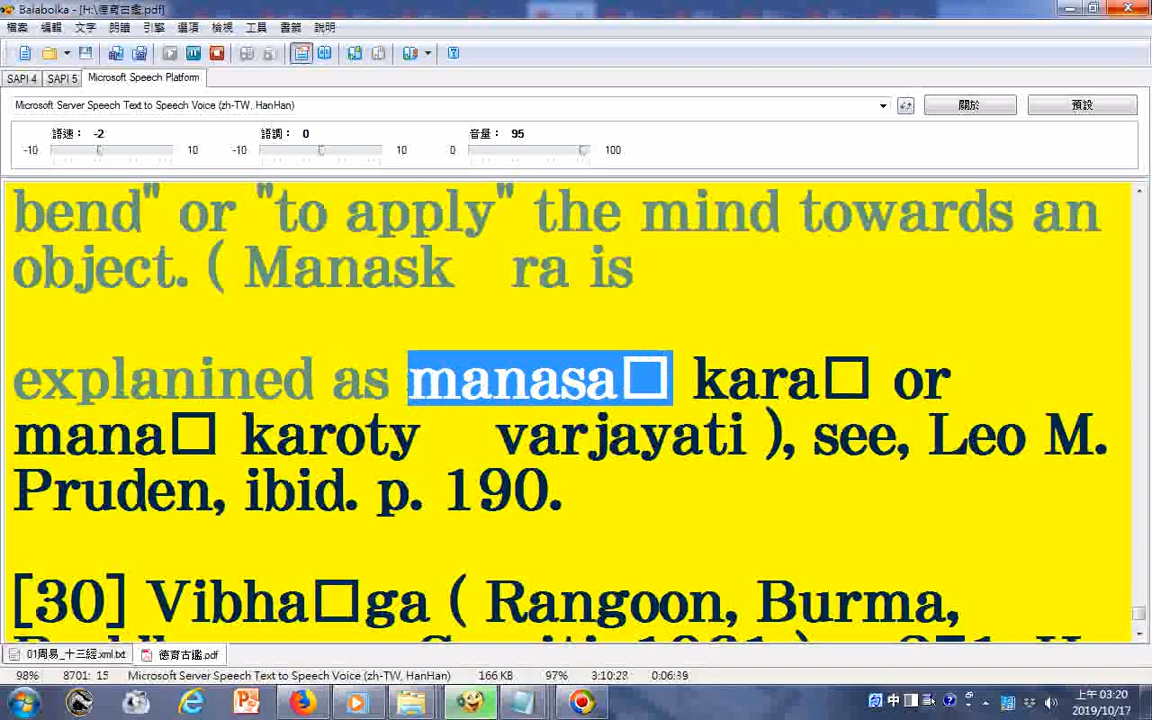 Balabolka - [H:\德育古鑑.pdf]
檔案 編輯 文字 朗讀 引擎 選項 檢視 工具 書籤 說明
SAPI 4 SAPI 5 Microsoft Speech Platform
Microsoft Server Speech Text to Speech Voice (zh-TW, HanHan) 關於 預設
語速： -2 語調： 0 音量： 95
-10 10 -10 10 0 100
bend" or "to apply" the mind towards an
object. ( Manask ra is
explanined as manasa□ kara□ or
mana□ karoty varjayati ), see, Leo M.
Pruden, ibid. p. 190.
[30] Vibha□ga ( Rangoon, Burma,
01周易_十三經.xml.txt 德育古鑑.pdf
98% 8701: 15 Microsoft Server Speech Text to Speech Voice (zh-TW, HanHan) 166 KB 97% 3:10:28 0:06:39
中 上午 03:20
2019/10/17